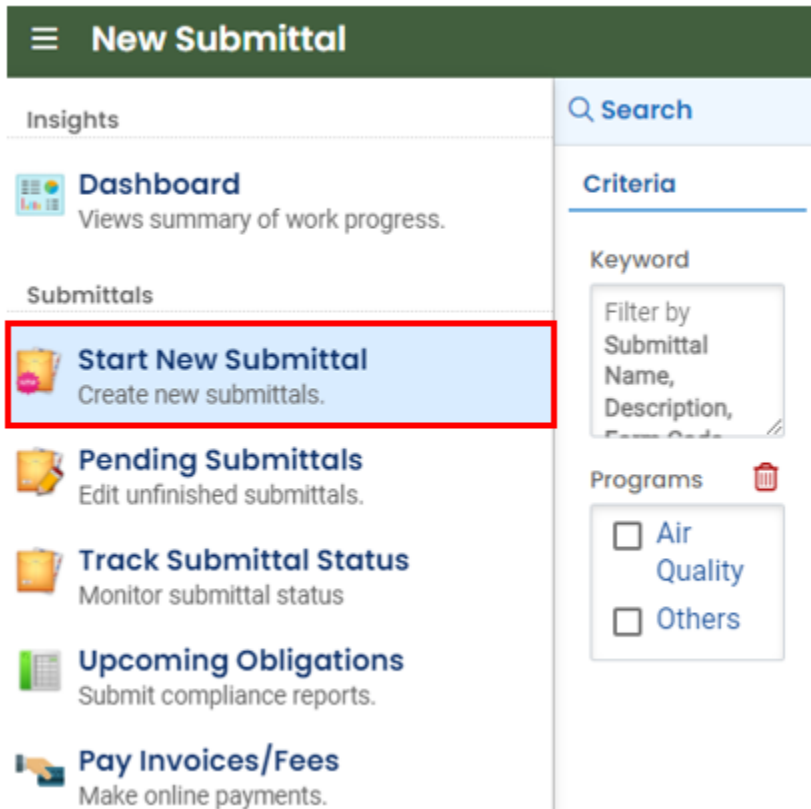 New Submittal
Insights
Dashboard
Views summary of work progress.
Submittals
Start New Submittal
Create new submittals.
Pending Submittals
Edit unfinished submittals.
Track Submittal Status
Monitor submittal status
Upcoming Obligations
Submit compliance reports.
Pay Invoices/Fees
Make online payments.
Search
Criteria
Keyword
Filter by
Submittal
Name,
Description,
Form Code
Programs
Air
Quality
Others